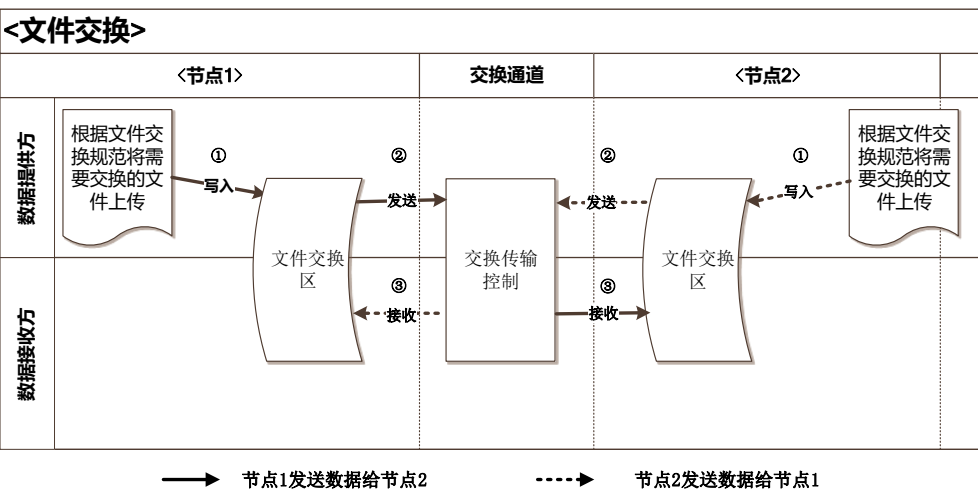 <文件交换>
<节点1>
交换通道
<节点2>
数据提供方
根据文件交
换规范将需
要交换的文
件上传
①
写入
②
发送
②
发送
①
写入
根据文件交
换规范将需
要交换的文
件上传
文件交换
区
交换传输
控制
文件交换
区
数据接收方
③
接收
③
接收
节点1发送数据给节点2
节点2发送数据给节点1